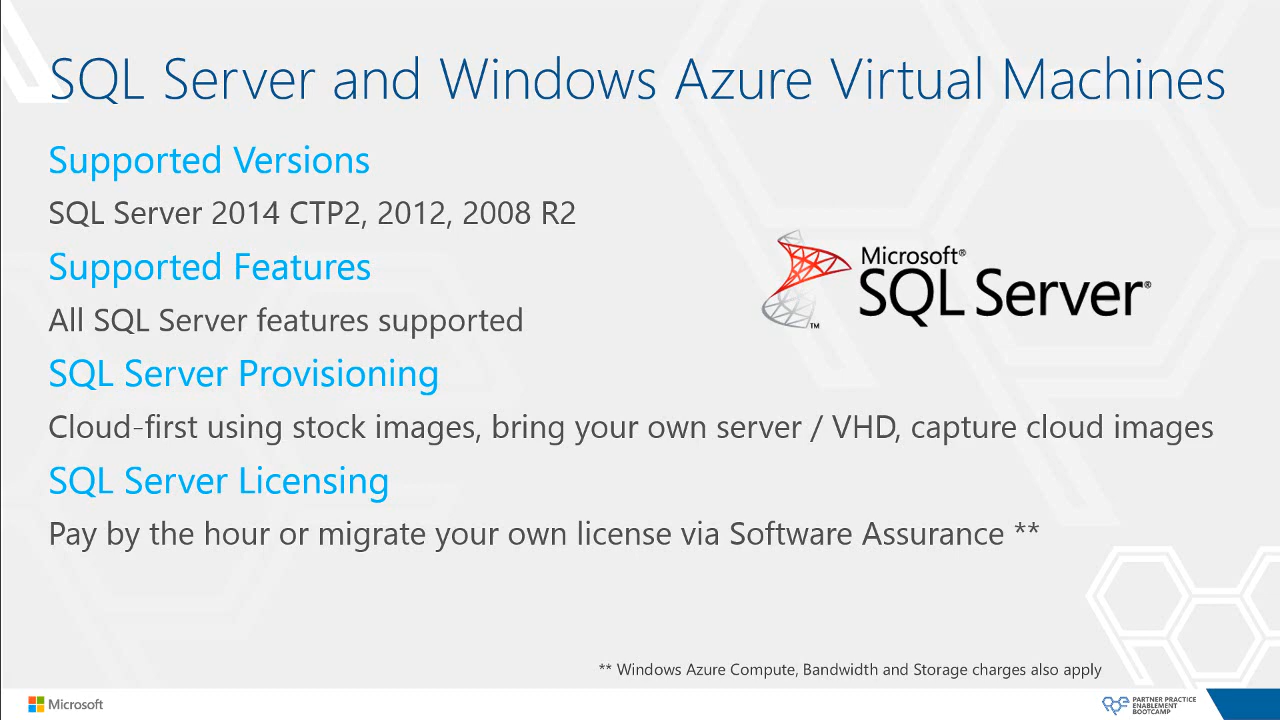 SQL Server and Windows Azure Virtual Machines
Supported Versions
SQL Server 2014 CTP2, 2012, 2008 R2
Supported Features
All SQL Server features supported
Microsoft®
SQL Server®
TM
SQL Server Provisioning
Cloud-first using stock images, bring your own server / VHD, capture cloud images
SQL Server Licensing
Pay by the hour or migrate your own license via Software Assurance **
** Windows Azure Compute, Bandwidth and Storage charges also apply
Microsoft
PARTNER PRACTICE
ENABLEMENT
BOOTCAMP